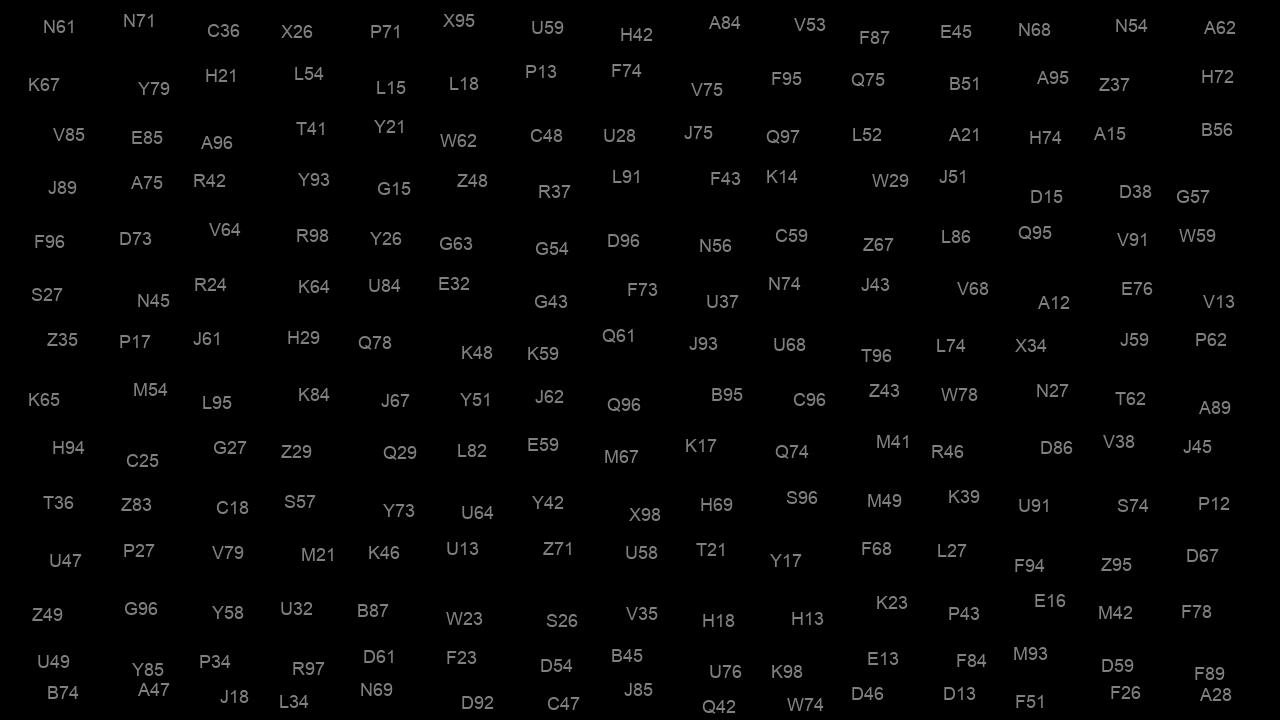 N61 N71 C36 X26 P71 X95 U59 H42 A84 V53 F87 E45 N68 N54 A62
K67 Y79 H21 L54 L15 L18 P13 F74 V75 F95 Q75 B51 A95 Z37 H72
V85 E85 A96 T41 Y21 W62 C48 U28 J75 Q97 L52 A21 H74 A15 B56
J89 A75 R42 Y93 G15 Z48 R37 L91 F43 K14 W29 J51 D15 D38 G57
F96 D73 V64 R98 Y26 G63 G54 D96 N56 C59 Z67 L86 Q95 V91 W59
S27 N45 R24 K64 U84 E32 G43 F73 U37 N74 J43 V68 A12 E76 V13
Z35 P17 J61 H29 Q78 K48 K59 Q61 J93 U68 T96 L74 X34 J59 P62
K65 M54 L95 K84 J67 Y51 J62 Q96 B95 C96 Z43 W78 N27 T62 A89
H94 C25 G27 Z29 Q29 L82 E59 M67 K17 Q74 M41 R46 D86 V38 J45
T36 Z83 C18 S57 Y73 U64 Y42 X98 H69 S96 M49 K39 U91 S74 P12
U47 P27 V79 M21 K46 U13 Z71 U58 T21 Y17 F68 L27 F94 Z95 D67
Z49 G96 Y58 U32 B87 W23 S26 V35 H18 H13 K23 P43 E16 M42 F78
U49 Y85 P34 R97 D61 F23 D54 B45 U76 K98 E13 F84 M93 D59 F89
B74 A47 J18 L34 N69 D92 C47 J85 Q42 W74 D46 D13 F51 F26 A28